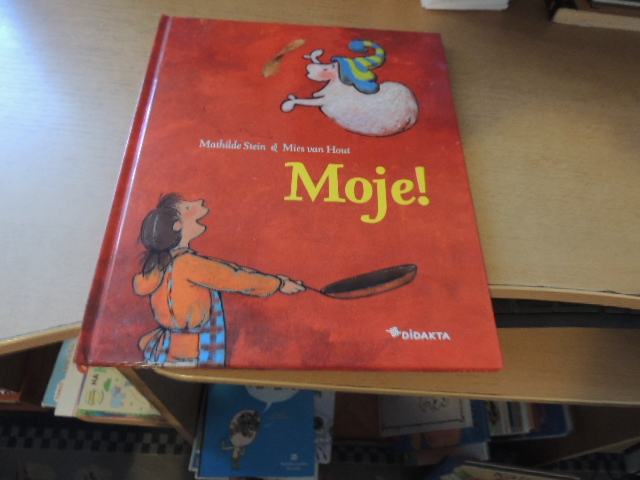 Mathilde Stein & Mies van Hout
Moje!
DIDAKTA